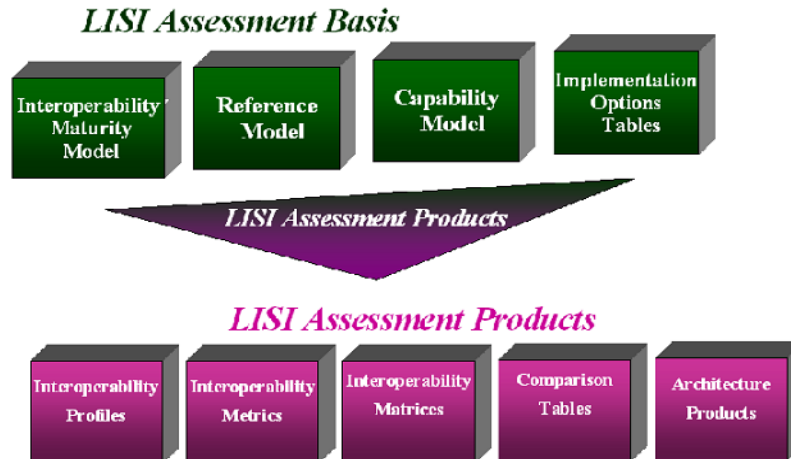 LISI Assessment Basis
Interoperability
Maturity
Model
Reference
Model
Capability
Model
Implementation
Options
Tables
LISI Assessment Products
LISI Assessment Products
Interoperability
Profiles
Interoperability
Metrics
Interoperability
Matrices
Comparison
Tables
Architecture
Products